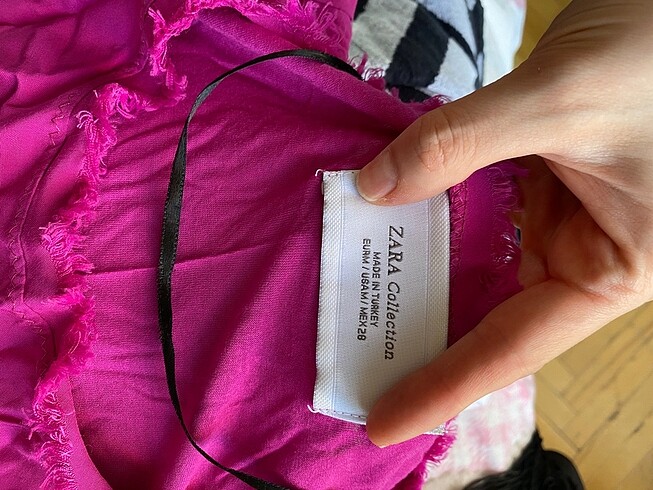 ZARA Collection
MADE IN TURKEY
EUR M / USA M / MEX 28